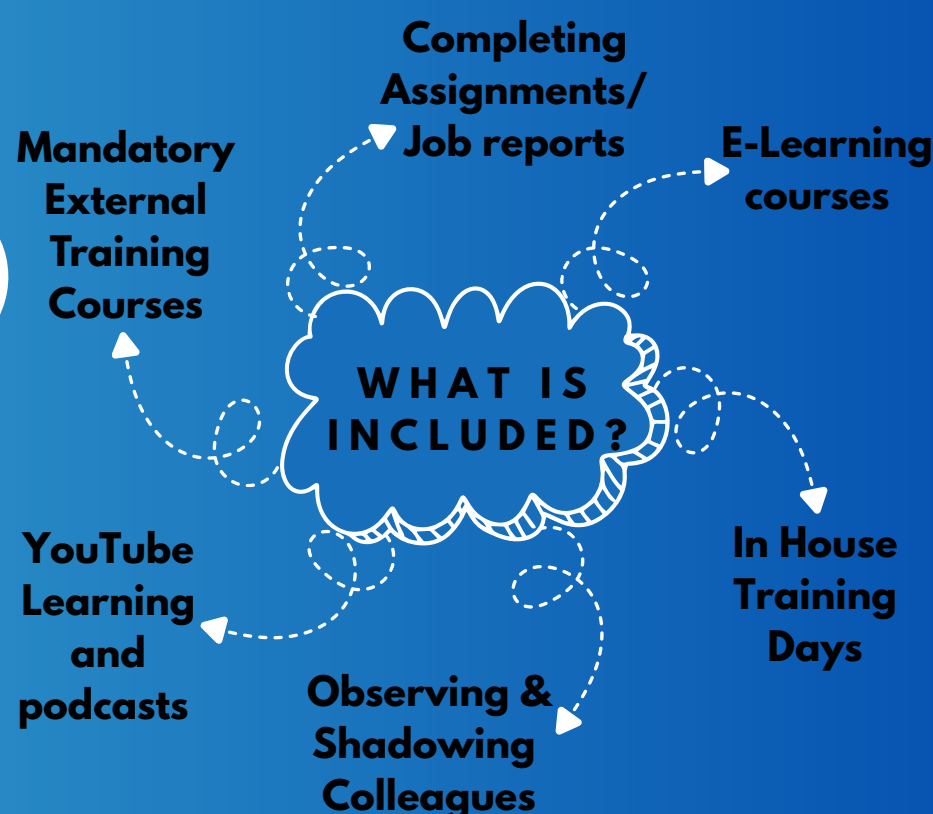 Completing
Assignments/
Job reports
E-Learning
courses
Mandatory
External
Training
Courses
WHAT IS
INCLUDED?
In House
Training
Days
YouTube
Learning
and
podcasts
Observing &
Shadowing
Colleagues